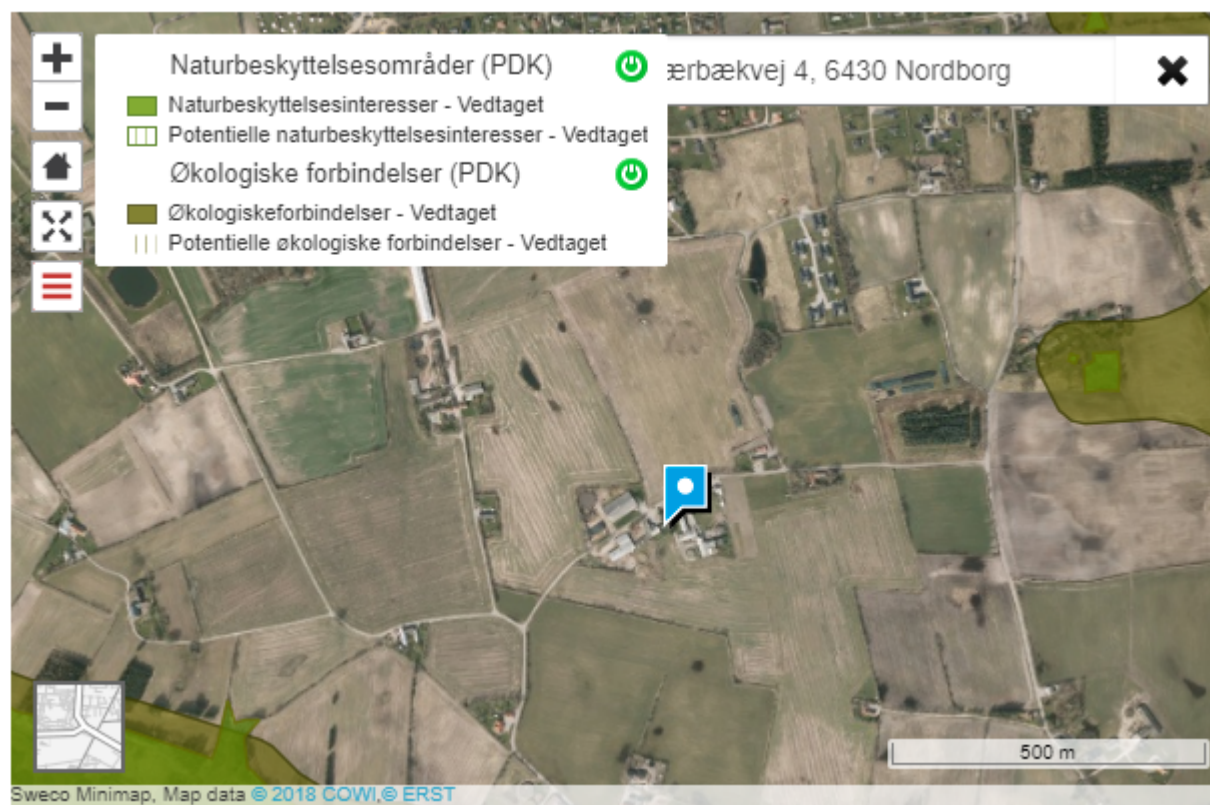 Naturbeskyttelsesområder (PDK)
ærbækvej 4, 6430 Nordborg
Naturbeskyttelsesinteresser - Vedtaget
Potentielle naturbeskyttelsesinteresser - Vedtaget
Økologiske forbindelser (PDK)
Økologiskeforbindelser - Vedtaget
Potentielle økologiske forbindelser - Vedtaget
500 m
Sweco Minimap, Map data © 2018 COWI,© ERST